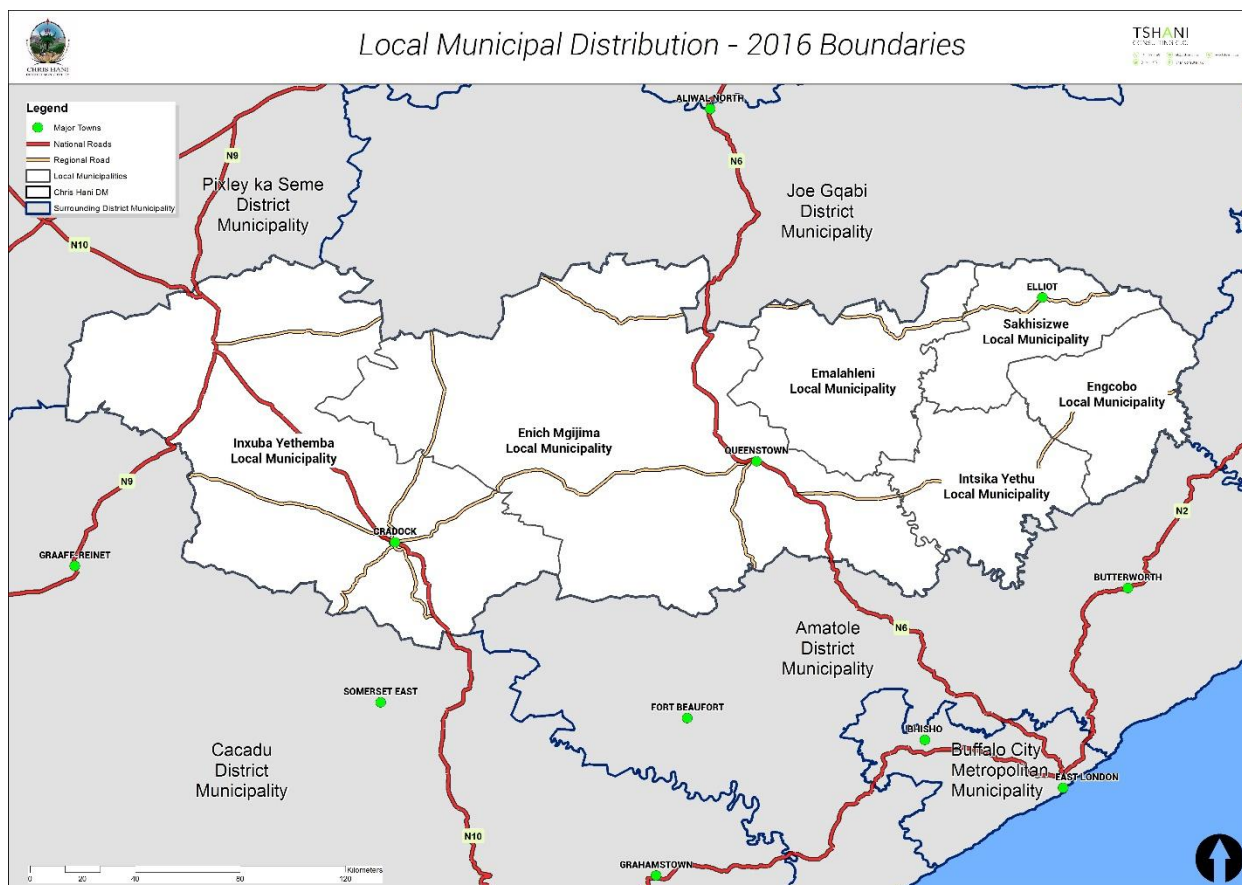 CHRIS HANI
Local Municipal Distribution - 2016 Boundaries
TSHANI
CONSULTING C.C.
Legend
Major Towns
National Roads
Regional Road
Local Municipalities
Chris Hani DM
Surrounding District Municipality
ALIWAL NORTH
N9
N6
Pixley ka Seme
District
Municipality
Joe Gqabi
District
Municipality
N10
ELLIOT
Sakhisizwe
Local Municipality
Emalahleni
Local Municipality
Engcobo
Local Municipality
Enich Mgijima
Local Municipality
Inxuba Yethemba
Local Municipality
QUEENSTOWN
Intsika Yethu
Local Municipality
N9
N2
CRADOCK
GRAAFF-REINET
BUTTERWORTH
Amatole
District
Municipality
N6
SOMERSET EAST
FORT BEAUFORT
BHISHO
Cacadu
District
Municipality
Buffalo City
Metropolitan
Municipality
EAST LONDON
N10
GRAHAMSTOWN
Kilometers
0 20 40 80 120